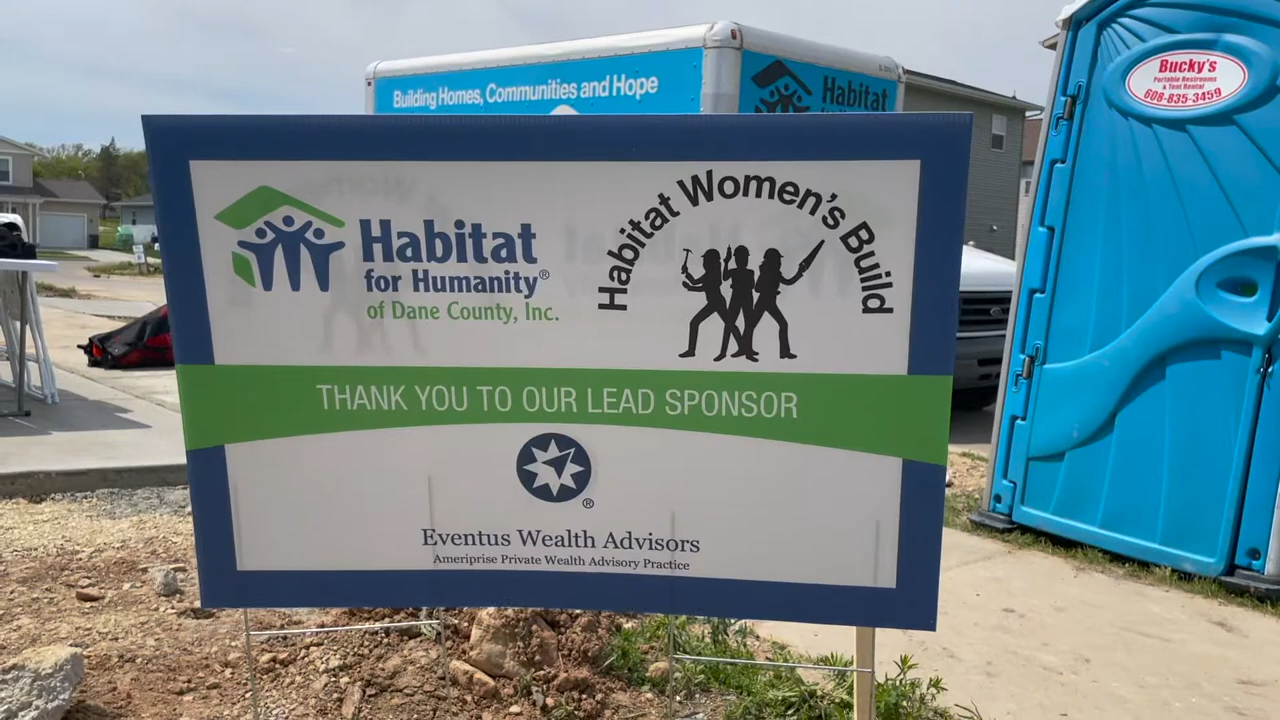 Building Homes, Communities and Hope
Habitat
Bucky's
Portable Restrooms
& Tent Rental
608-835-3459
Habitat
for Humanity®
of Dane County, Inc.
Habitat Women's Build
THANK YOU TO OUR LEAD SPONSOR
®
Eventus Wealth Advisors
Ameriprise Private Wealth Advisory Practice